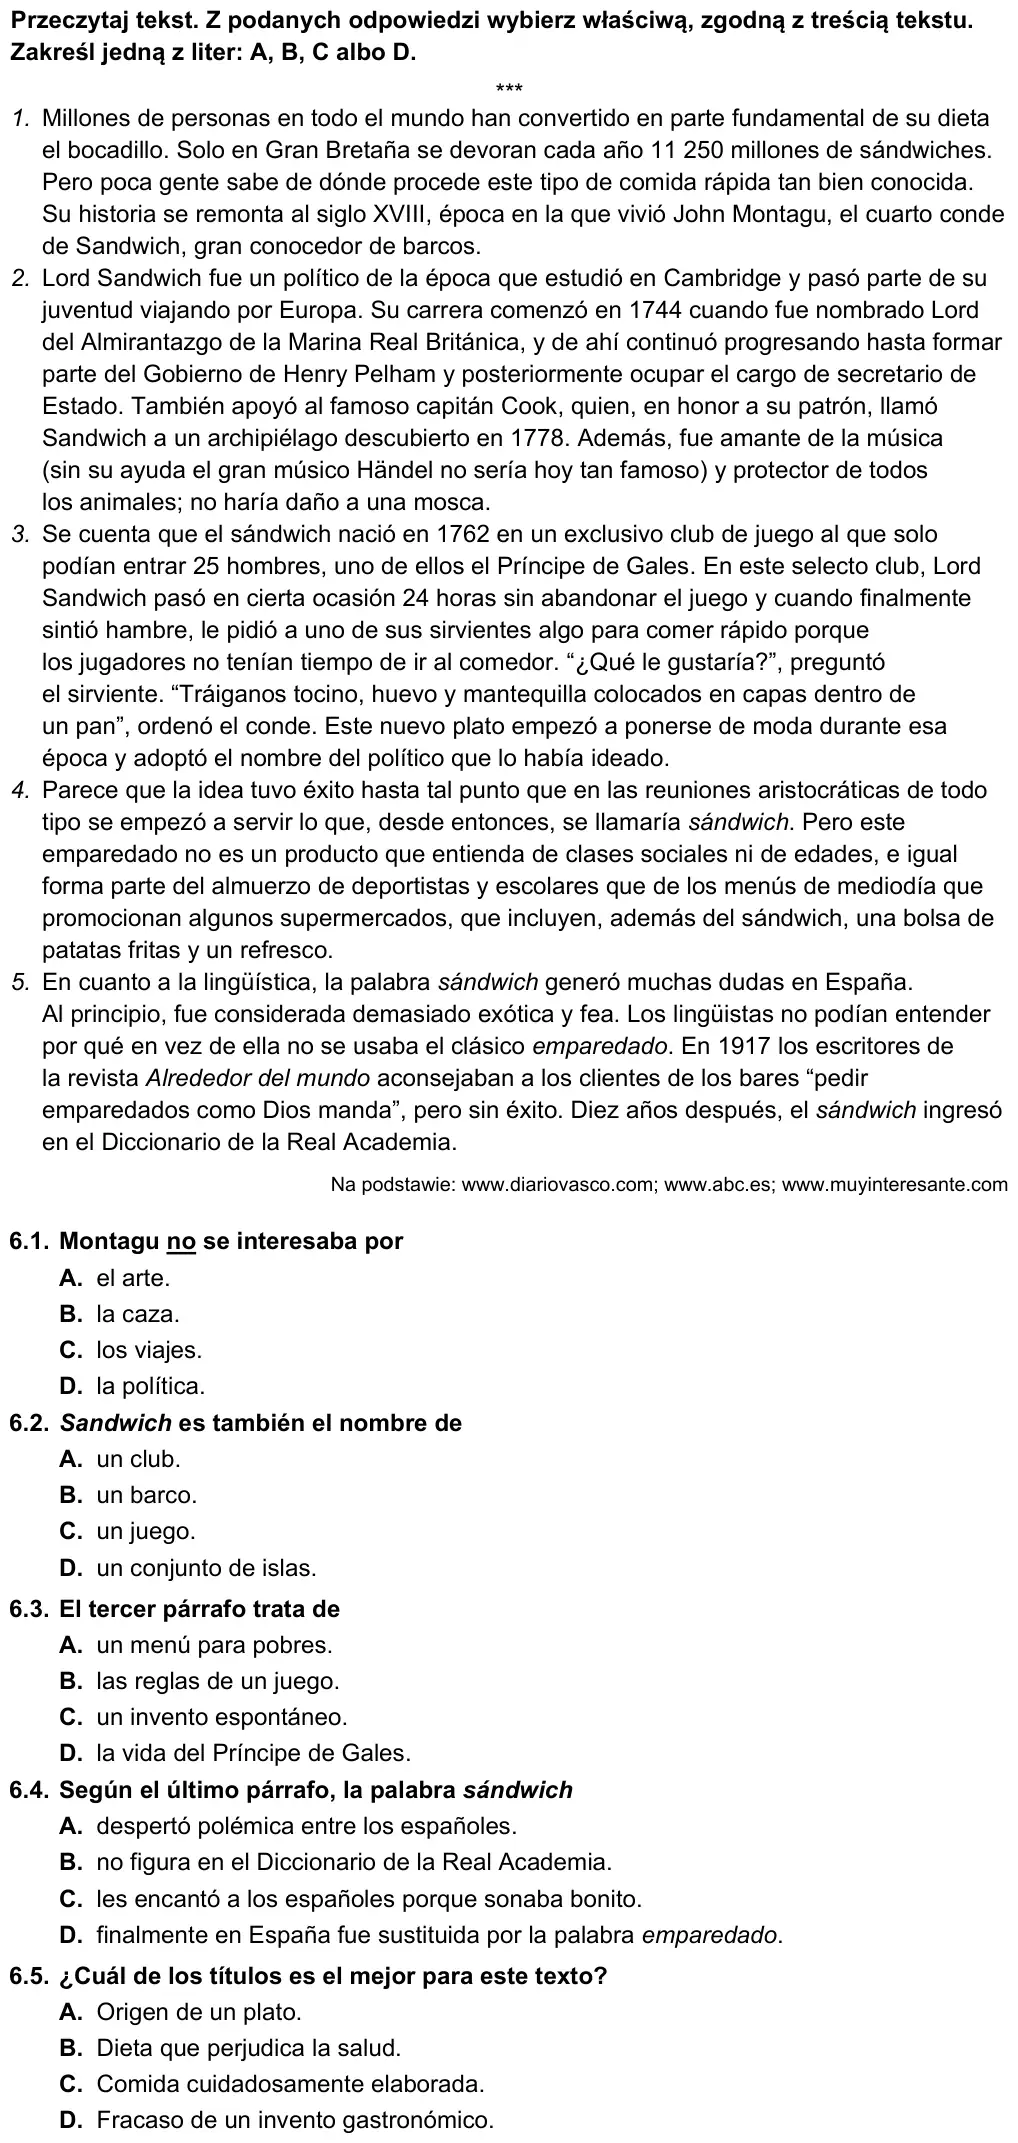 Przeczytaj tekst. Z podanych odpowiedzi wybierz właściwą, zgodną z treścią tekstu.
Zakreśl jedną z liter: A, B, C albo D.
***
1. Millones de personas en todo el mundo han convertido en parte fundamental de su dieta
el bocadillo. Solo en Gran Bretaña se devoran cada año 11 250 millones de sándwiches.
Pero poca gente sabe de dónde procede este tipo de comida rápida tan bien conocida.
Su historia se remonta al siglo XVIII, época en la que vivió John Montagu, el cuarto conde
de Sandwich, gran conocedor de barcos.
2. Lord Sandwich fue un político de la época que estudió en Cambridge y pasó parte de su
juventud viajando por Europa. Su carrera comenzó en 1744 cuando fue nombrado Lord
del Almirantazgo de la Marina Real Británica, y de ahí continuó progresando hasta formar
parte del Gobierno de Henry Pelham y posteriormente ocupar el cargo de secretario de
Estado. También apoyó al famoso capitán Cook, quien, en honor a su patrón, llamó
Sandwich a un archipiélago descubierto en 1778. Además, fue amante de la música
(sin su ayuda el gran músico Händel no sería hoy tan famoso) y protector de todos
los animales; no haría daño a una mosca.
3. Se cuenta que el sándwich nació en 1762 en un exclusivo club de juego al que solo
podían entrar 25 hombres, uno de ellos el Príncipe de Gales. En este selecto club, Lord
Sandwich pasó en cierta ocasión 24 horas sin abandonar el juego y cuando finalmente
sintió hambre, le pidió a uno de sus sirvientes algo para comer rápido porque
los jugadores no tenían tiempo de ir al comedor. “¿Qué le gustaría?”, preguntó
el sirviente. “Tráiganos tocino, huevo y mantequilla colocados en capas dentro de
un pan”, ordenó el conde. Este nuevo plato empezó a ponerse de moda durante esa
época y adoptó el nombre del político que lo había ideado.
4. Parece que la idea tuvo éxito hasta tal punto que en las reuniones aristocráticas de todo
tipo se empezó a servir lo que, desde entonces, se llamaría sándwich. Pero este
emparedado no es un producto que entienda de clases sociales ni de edades, e igual
forma parte del almuerzo de deportistas y escolares que de los menús de mediodía que
promocionan algunos supermercados, que incluyen, además del sándwich, una bolsa de
patatas fritas y un refresco.
5. En cuanto a la lingüística, la palabra sándwich generó muchas dudas en España.
Al principio, fue considerada demasiado exótica y fea. Los lingüistas no podían entender
por qué en vez de ella no se usaba el clásico emparedado. En 1917 los escritores de
la revista Alrededor del mundo aconsejaban a los clientes de los bares “pedir
emparedados como Dios manda”, pero sin éxito. Diez años después, el sándwich ingresó
en el Diccionario de la Real Academia.
Na podstawie: www.diariovasco.com; www.abc.es; www.muyinteresante.com
6.1. Montagu no se interesaba por
A. el arte.
B. la caza.
C. los viajes.
D. la política.
6.2. Sandwich es también el nombre de
A. un club.
B. un barco.
C. un juego.
D. un conjunto de islas.
6.3. El tercer párrafo trata de
A. un menú para pobres.
B. las reglas de un juego.
C. un invento espontáneo.
D. la vida del Príncipe de Gales.
6.4. Según el último párrafo, la palabra sándwich
A. despertó polémica entre los españoles.
B. no figura en el Diccionario de la Real Academia.
C. les encantó a los españoles porque sonaba bonito.
D. finalmente en España fue sustituida por la palabra emparedado.
6.5. ¿Cuál de los títulos es el mejor para este texto?
A. Origen de un plato.
B. Dieta que perjudica la salud.
C. Comida cuidadosamente elaborada.
D. Fracaso de un invento gastronómico.